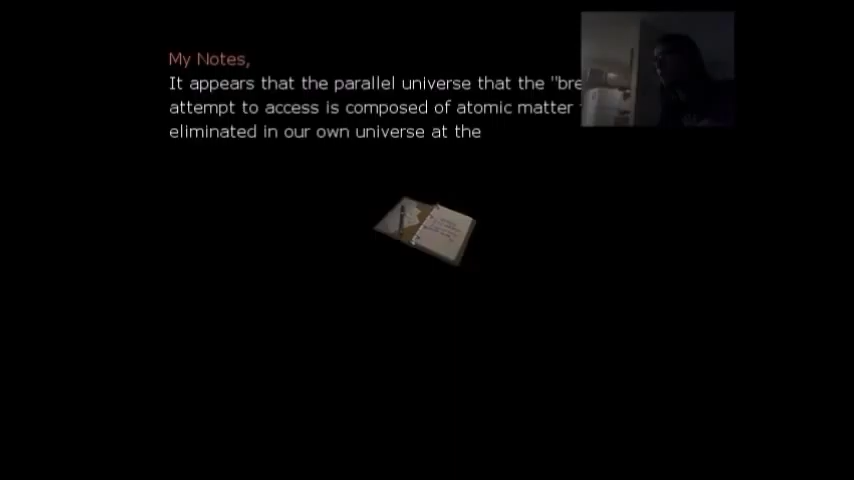 My Notes,
It appears that the parallel universe that the "bre
attempt to access is composed of atomic matter
eliminated in our own universe at the